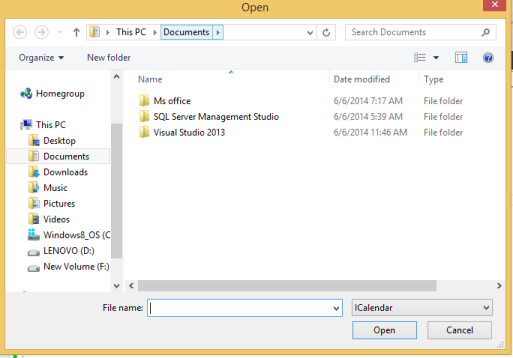 Open
This PC Documents
Search Documents
Organize New folder
Name Date modified Type
Homegroup
This PC
Desktop
Documents
Downloads
Music
Pictures
Videos
Windows8_OS (C
LENOVO (D:)
New Volume (F:)
Ms office 6/6/2014 7:17 AM File folder
SQL Server Management Studio 6/6/2014 5:39 AM File folder
Visual Studio 2013 6/6/2014 11:46 AM File folder
File name: ICalendar
Open Cancel